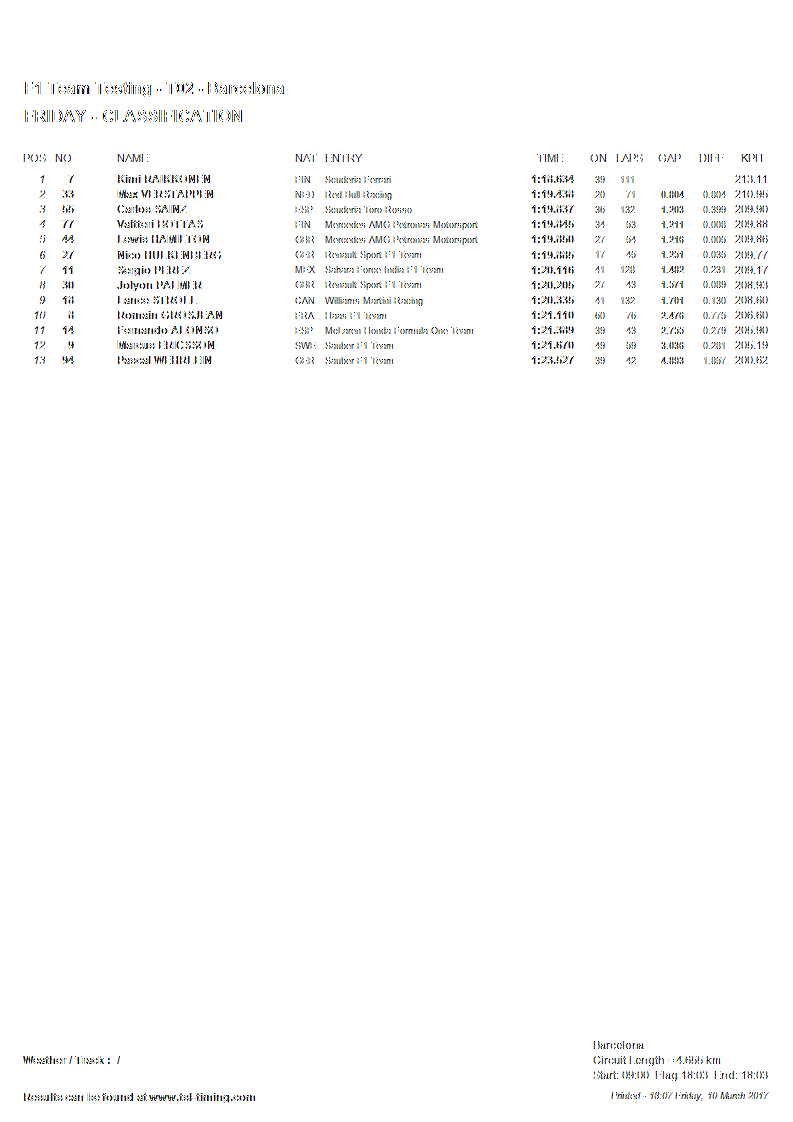 F1 Team Testing - T02 - Barcelona
FRIDAY - CLASSIFICATION
POS NO NAME NAT ENTRY TIME ON LAPS GAP DIFF KPH
1 7 Kimi RAIKKONEN FIN Scuderia Ferrari 1:18.634 39 111 213.11
2 33 Max VERSTAPPEN NED Red Bull Racing 1:19.438 20 71 0.804 0.804 210.95
3 55 Carlos SAINZ ESP Scuderia Toro Rosso 1:19.837 36 132 1.203 0.399 209.90
4 77 Valtteri BOTTAS FIN Mercedes AMG Petronas Motorsport 1:19.845 34 53 1.211 0.008 209.88
5 44 Lewis HAMILTON GBR Mercedes AMG Petronas Motorsport 1:19.850 27 54 1.216 0.005 209.86
6 27 Nico HULKENBERG GER Renault Sport F1 Team 1:19.885 17 45 1.251 0.035 209.77
7 11 Sergio PEREZ MEX Sahara Force India F1 Team 1:20.116 41 128 1.482 0.231 209.17
8 30 Jolyon PALMER GBR Renault Sport F1 Team 1:20.205 27 43 1.571 0.089 208.93
9 18 Lance STROLL CAN Williams Martini Racing 1:20.335 41 132 1.701 0.130 208.60
10 8 Romain GROSJEAN FRA Haas F1 Team 1:21.110 60 76 2.476 0.775 206.60
11 14 Fernando ALONSO ESP McLaren Honda Formula One Team 1:21.389 39 43 2.755 0.279 205.90
12 9 Marcus ERICSSON SWE Sauber F1 Team 1:21.670 49 59 3.036 0.281 205.19
13 94 Pascal WEHRLEIN GER Sauber F1 Team 1:23.527 39 42 4.893 1.857 200.62
Barcelona
Weather / Track : / Circuit Length = 4.655 km
Start: 09:00 Flag 18:03 End: 18:03
Results can be found at www.tsl-timing.com Printed - 18:07 Friday, 10 March 2017